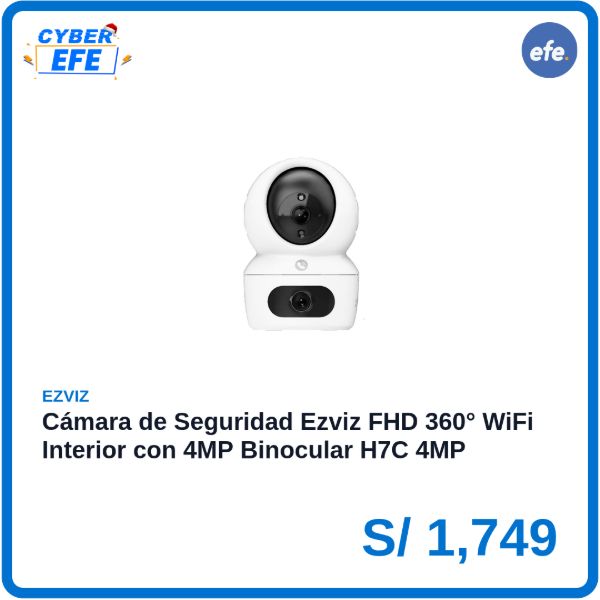 CYBER
EFE
efe.
EZVIZ
Cámara de Seguridad Ezviz FHD 360° WiFi
Interior con 4MP Binocular H7C 4MP
S/ 1,749